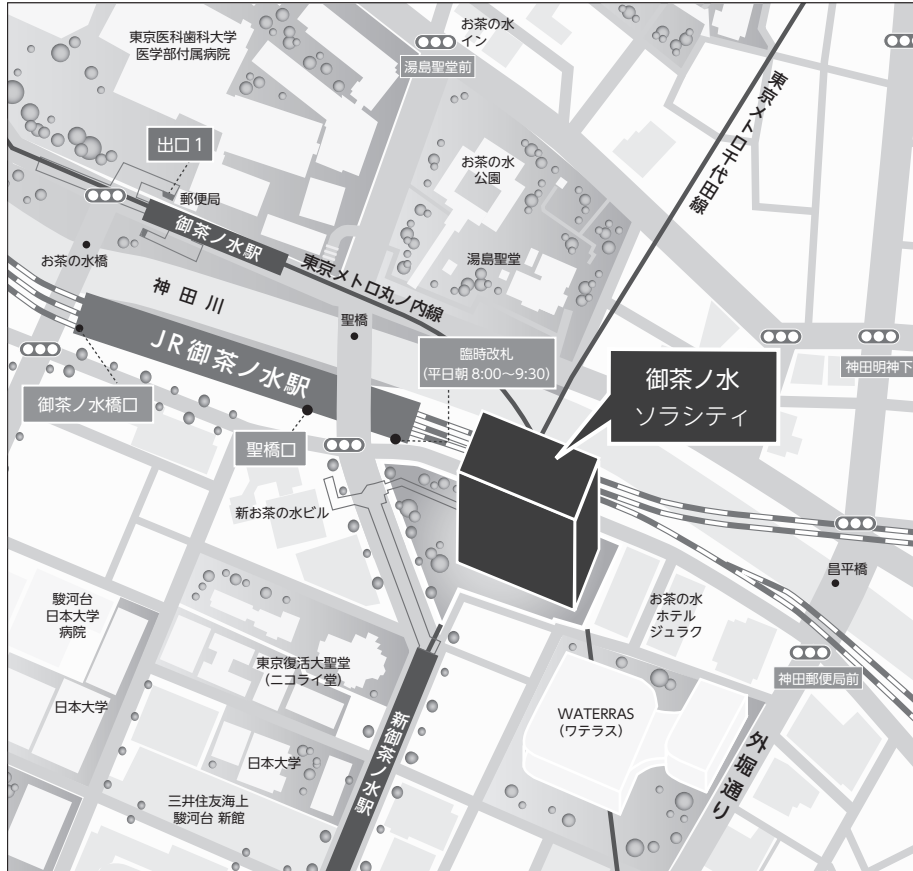 東京医科歯科大学
医学部付属病院
お茶の水
イン
湯島聖堂前
東京メトロ千代田線
出口1
郵便局
お茶の水
公園
御茶ノ水駅
湯島聖堂
お茶の水橋
東京メトロ丸ノ内線
神田川
聖橋
JR御茶ノ水駅
臨時改札
(平日朝 8:00〜9:30)
御茶ノ水
ソラシティ
神田明神下
御茶ノ水橋口
聖橋口
新お茶の水ビル
昌平橋
駿河台
日本大学
病院
お茶の水
ホテル
ジュラク
東京復活大聖堂
(ニコライ堂)
神田郵便局前
日本大学
WATERRAS
(ワテラス)
新御茶ノ水駅
外堀通り
日本大学
三井住友海上
駿河台 新館